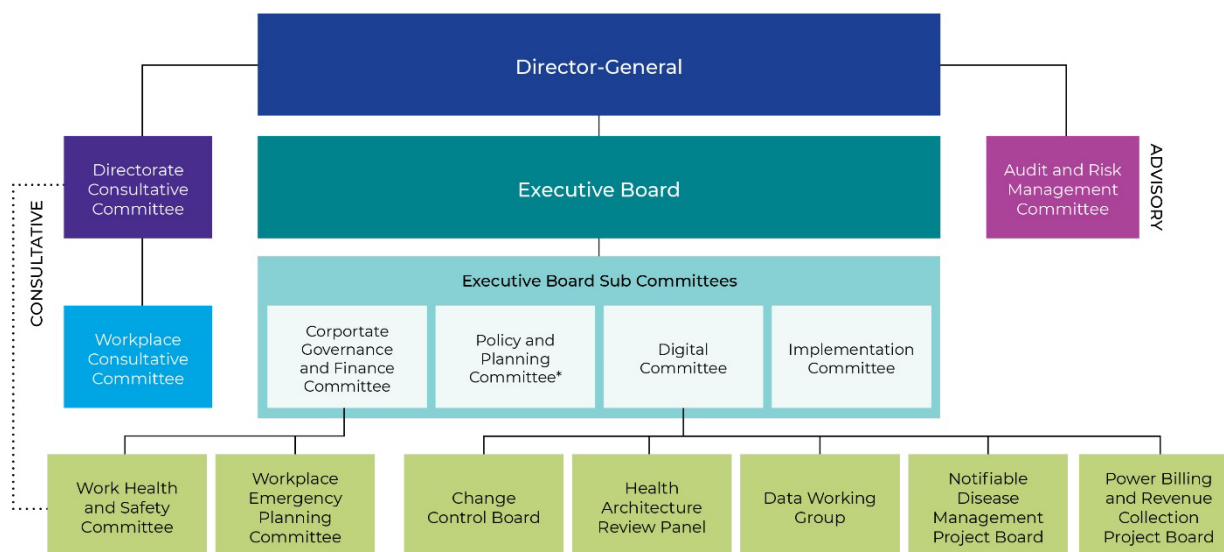 Director-General
Directorate
Consultative
Committee
Executive Board
Audit and Risk
Management
Committee
ADVISORY
CONSULTATIVE
Executive Board Sub Committees
Workplace
Consultative
Committee
Corportate
Governance
and Finance
Committee
Policy and
Planning
Committee*
Digital
Committee
Implementation
Committee
Work Health
and Safety
Committee
Workplace
Emergency
Planning
Committee
Change
Control Board
Health
Architecture
Review Panel
Data Working
Group
Notifiable
Disease
Management
Project Board
Power Billing
and Revenue
Collection
Project Board